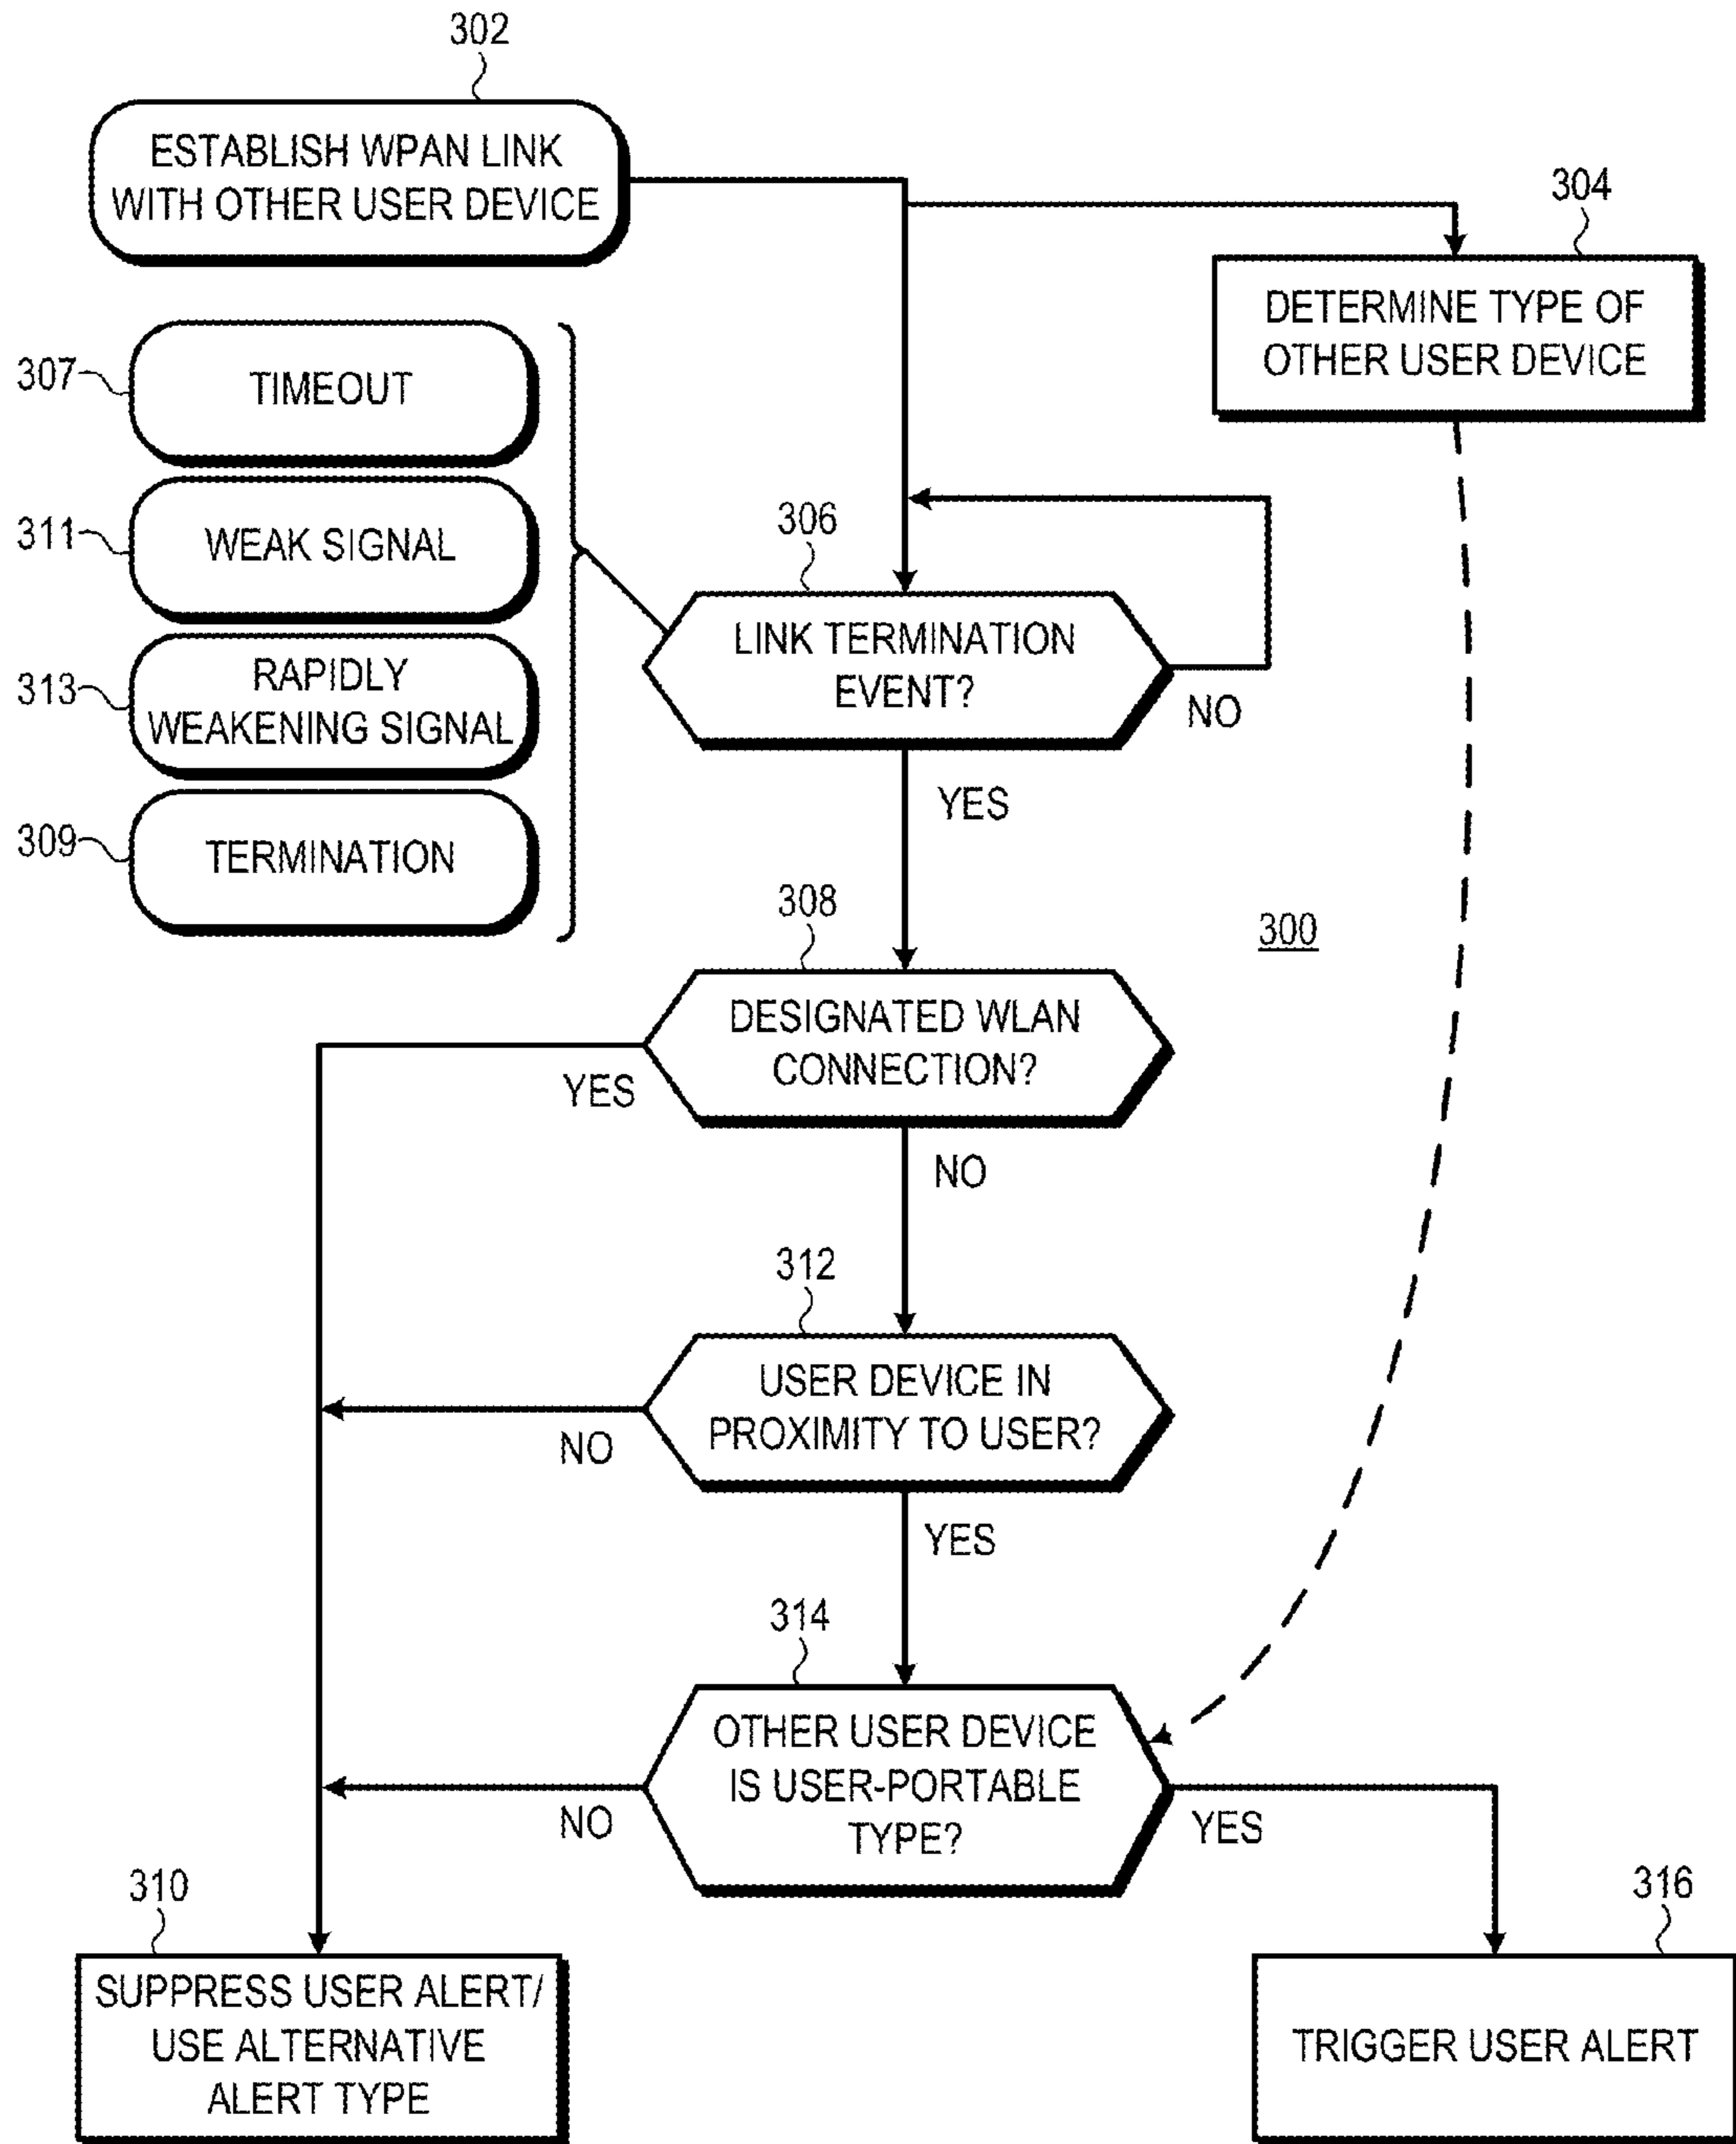 302
ESTABLISH WPAN LINK
WITH OTHER USER DEVICE
304
DETERMINE TYPE OF
OTHER USER DEVICE
307
TIMEOUT
311
WEAK SIGNAL
313
RAPIDLY
WEAKENING SIGNAL
309
TERMINATION
306
LINK TERMINATION
EVENT?
NO
YES
300
308
DESIGNATED WLAN
CONNECTION?
YES
NO
312
USER DEVICE IN
PROXIMITY TO USER?
NO
YES
314
OTHER USER DEVICE
IS USER-PORTABLE
TYPE?
NO
YES
310
SUPPRESS USER ALERT/
USE ALTERNATIVE
ALERT TYPE
316
TRIGGER USER ALERT